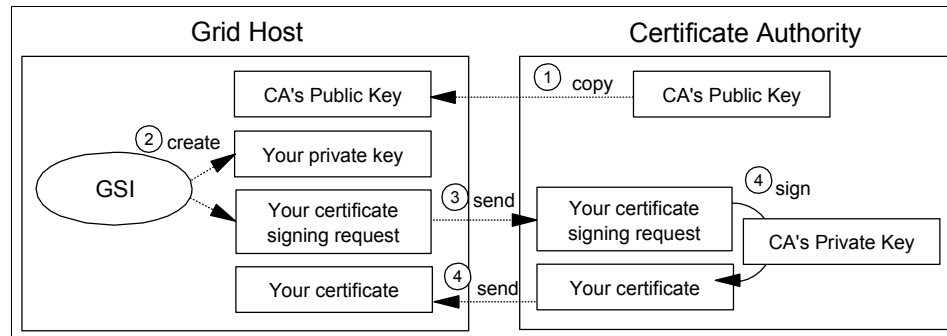 Grid Host
Certificate Authority
1 copy
CA's Public Key
CA's Public Key
2 create
Your private key
GSI
4 sign
3 send
Your certificate
signing request
Your certificate
signing request
CA's Private Key
4 send
Your certificate
Your certificate